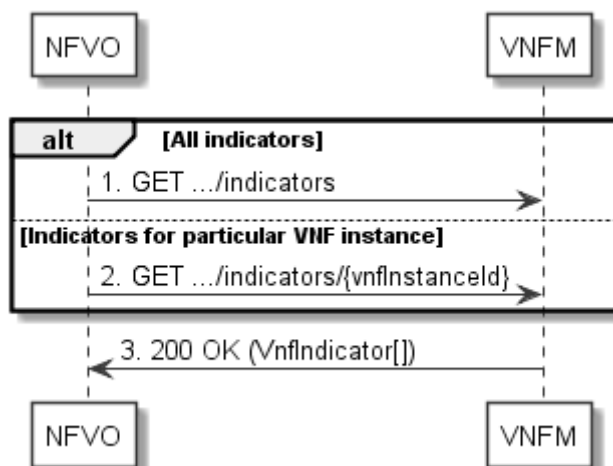 NFVO VNFM
alt [All indicators]
1. GET .../indicators
[Indicators for particular VNF instance]
2. GET .../indicators/{vnfInstanceId}
3. 200 OK (VnfIndicator[])
NFVO VNFM